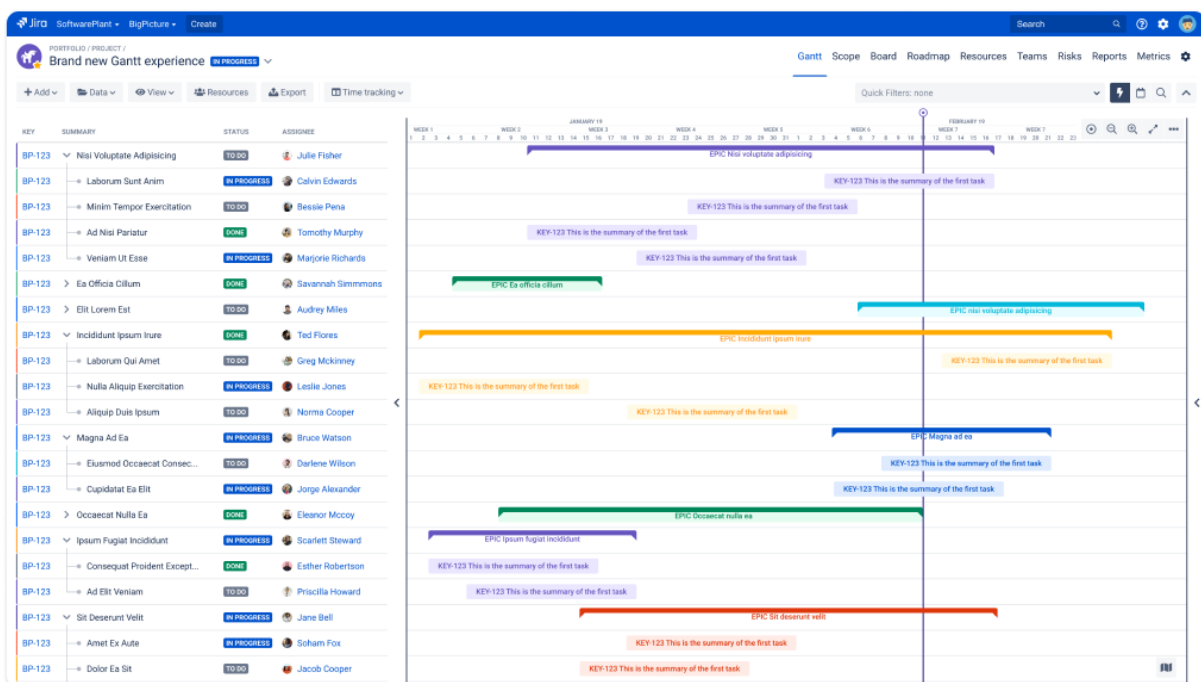 Jira SoftwarePlant BigPicture Create Search
PORTFOLIO / PROJECT /
Brand new Gantt experience IN PROGRESS
Gantt Scope Board Roadmap Resources Teams Risks Reports Metrics
+ Add Data View Resources Export Time tracking Quick Filters: none
JANUARY 19 FEBRUARY 19
KEY SUMMARY STATUS ASSIGNEE
WEEK 1 WEEK 2 WEEK 3 WEEK 4 WEEK 5 WEEK 6 WEEK 7 WEEK 7
BP-123 Nisi Voluptate Adipisicing TO DO Julie Fisher EPIC Nisi voluptate adipisicing
BP-123 Laborum Sunt Anim IN PROGRESS Calvin Edwards KEY-123 This is the summary of the first task
BP-123 Minim Tempor Exercitation TO DO Bessie Pena KEY-123 This is the summary of the first task
BP-123 Ad Nisi Pariatur DONE Tomothy Murphy KEY-123 This is the summary of the first task
BP-123 Veniam Ut Esse IN PROGRESS Marjorie Richards KEY-123 This is the summary of the first task
BP-123 Ea Officia Cillum DONE Savannah Simmmons EPIC Ea officia cillum
BP-123 Elit Lorem Est TO DO Audrey Miles EPIC nisi voluptate adipisicing
BP-123 Incididunt Ipsum Irure DONE Ted Flores EPIC Incididunt ipsum irure
BP-123 Laborum Qui Amet TO DO Greg Mckinney KEY-123 This is the summary of the first task
BP-123 Nulla Aliquip Exercitation IN PROGRESS Leslie Jones KEY-123 This is the summary of the first task
BP-123 Aliquip Duis Ipsum TO DO Norma Cooper KEY-123 This is the summary of the first task
BP-123 Magna Ad Ea IN PROGRESS Bruce Watson EPIC Magna ad ea
BP-123 Eiusmod Occaecat Consec... TO DO Darlene Wilson KEY-123 This is the summary of the first task
BP-123 Cupidatat Ea Elit IN PROGRESS Jorge Alexander KEY-123 This is the summary of the first task
BP-123 Occaecat Nulla Ea DONE Eleanor Mccoy EPIC Occaecat nulla ea
BP-123 Ipsum Fugiat Incididunt IN PROGRESS Scarlett Steward EPIC Ipsum fugiat incididunt
BP-123 Consequat Proident Except... DONE Esther Robertson KEY-123 This is the summary of the first task
BP-123 Ad Elit Veniam TO DO Priscilla Howard KEY-123 This is the summary of the first task
BP-123 Sit Deserunt Velit IN PROGRESS Jane Bell EPIC Sit deserunt velit
BP-123 Amet Ex Aute IN PROGRESS Soham Fox KEY-123 This is the summary of the first task
BP-123 Dolor Ea Sit TO DO Jacob Cooper KEY-123 This is the summary of the first task